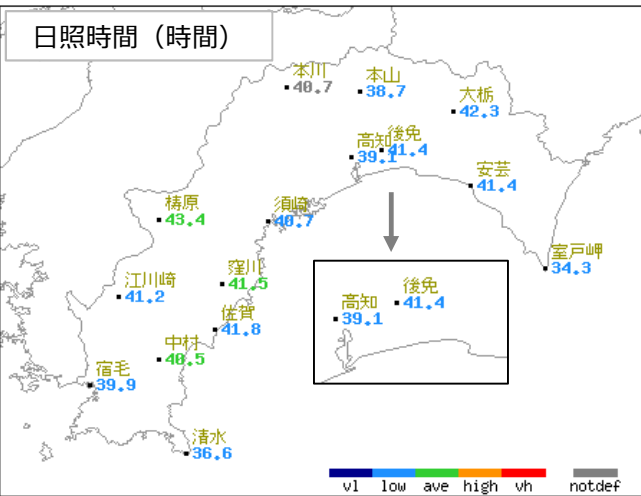 日照時間（時間）
本川
40.7
本山
38.7
大栃
42.3
高知
39.1
後免
41.4
安芸
41.4
梼原
43.4
須崎
40.7
室戸岬
34.3
窪川
41.5
江川崎
41.2
佐賀
41.8
後免
41.4
高知
39.1
中村
40.5
宿毛
39.9
清水
36.6
vl low ave high vh notdef